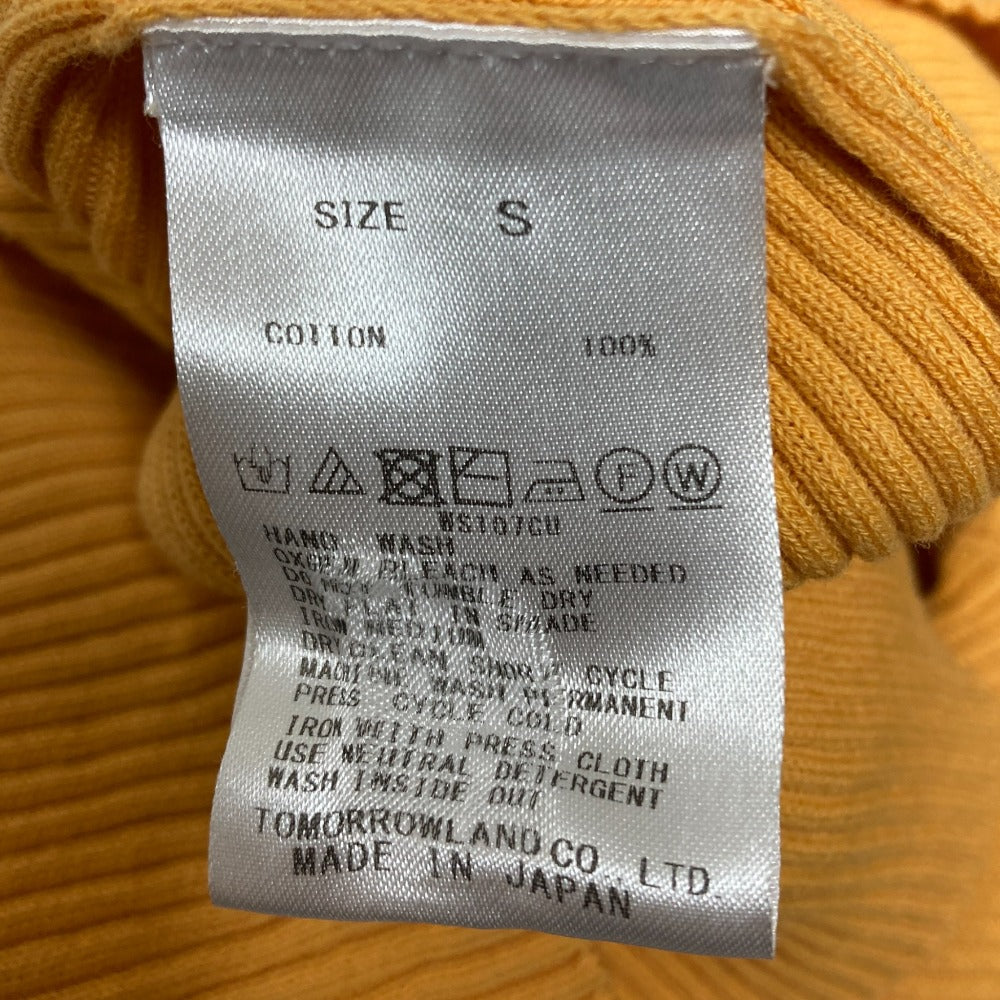 SIZE S
COTTON 100%
F W
WS107CU
HAND WASH
OXGEN BLEACH AS NEEDED
DO NOT TUMBLE DRY
DRY FLAT IN SHADE
IRON MEDIUM
DRYCLEAN SHORT CYCLE
MACHINE WASH PERMANENT
PRESS CYCLE COLD
IRON WITH PRESS CLOTH
USE NEUTRAL DETERGENT
WASH INSIDE OUT
TOMORROWLAND CO., LTD.
MADE IN JAPAN